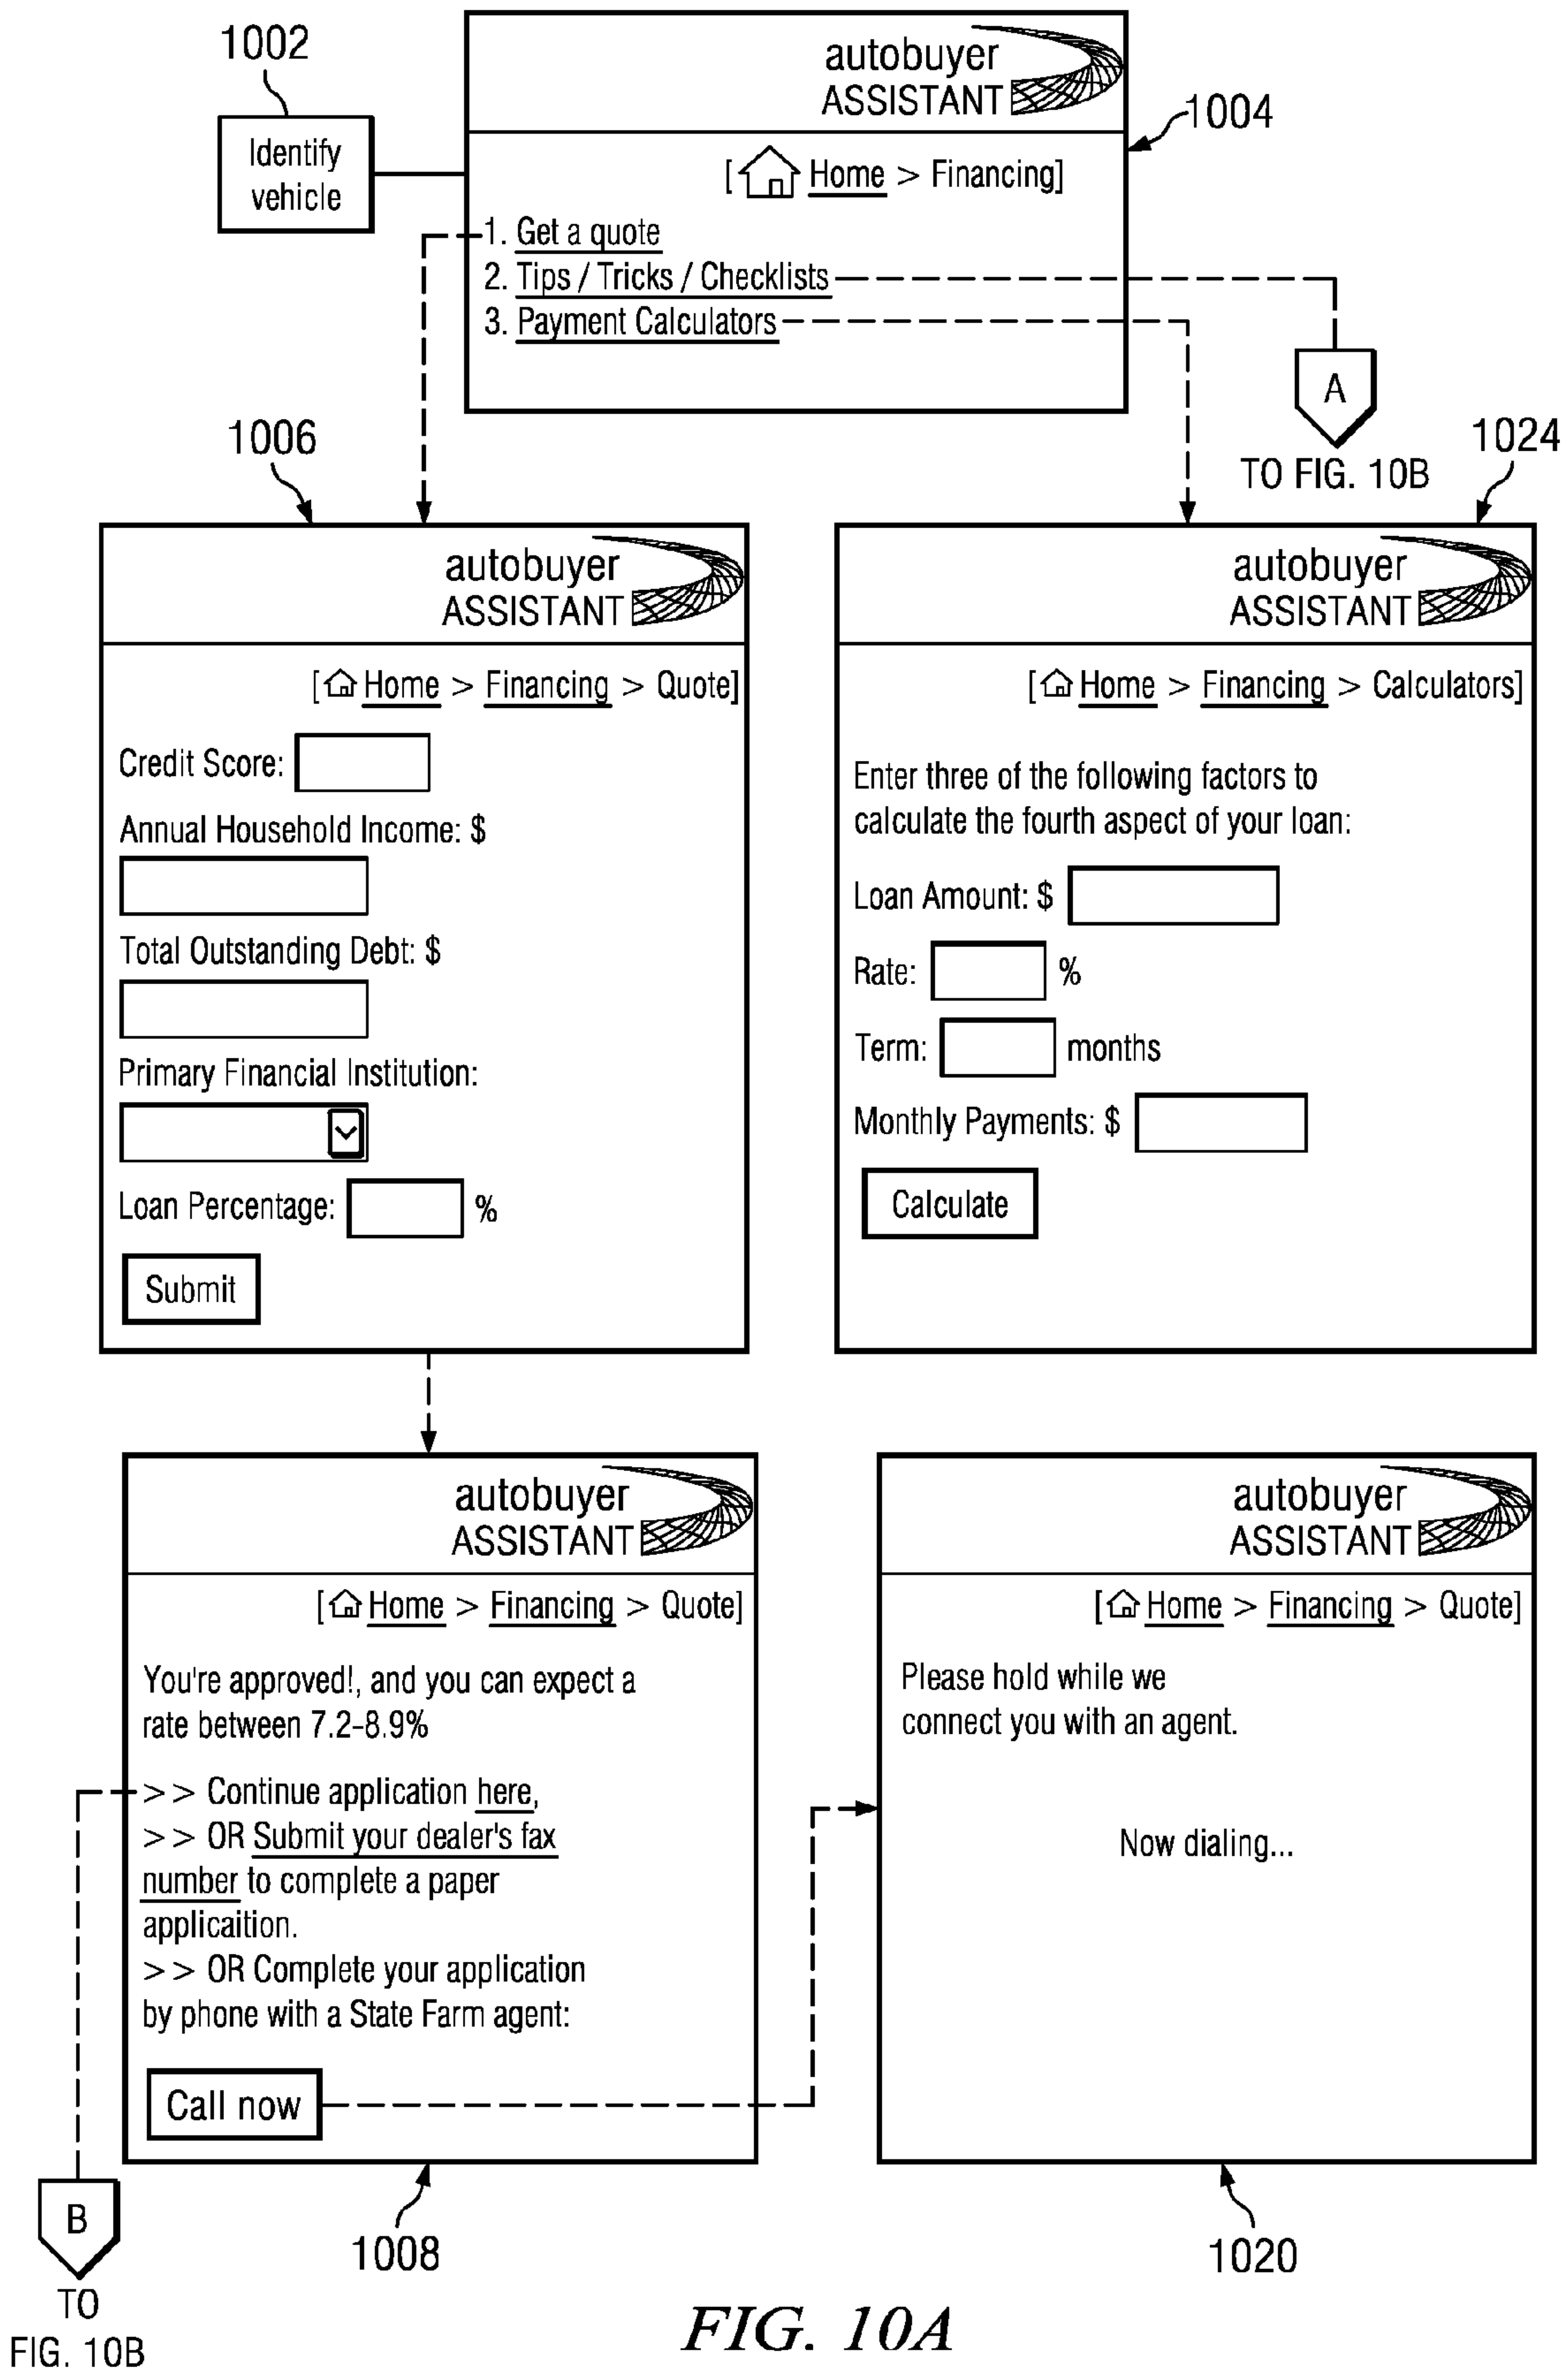 1002
Identify
vehicle
autobuyer
ASSISTANT
1004
[ Home > Financing]
1. Get a quote
2. Tips / Tricks / Checklists
3. Payment Calculators
A
TO FIG. 10B
1006
autobuyer
ASSISTANT
[ Home > Financing > Quote]
Credit Score:
Annual Household Income: $
Total Outstanding Debt: $
Primary Financial Institution:
Loan Percentage: %
Submit
1024
autobuyer
ASSISTANT
[ Home > Financing > Calculators]
Enter three of the following factors to
calculate the fourth aspect of your loan:
Loan Amount: $
Rate: %
Term: months
Monthly Payments: $
Calculate
autobuyer
ASSISTANT
[ Home > Financing > Quote]
You're approved!, and you can expect a
rate between 7.2–8.9%
>> Continue application here,
>> OR Submit your dealer's fax
number to complete a paper
applicaition.
>> OR Complete your application
by phone with a State Farm agent:
Call now
1008
B
TO
FIG. 10B
autobuyer
ASSISTANT
[ Home > Financing > Quote]
Please hold while we
connect you with an agent.
Now dialing...
1020
FIG. 10A